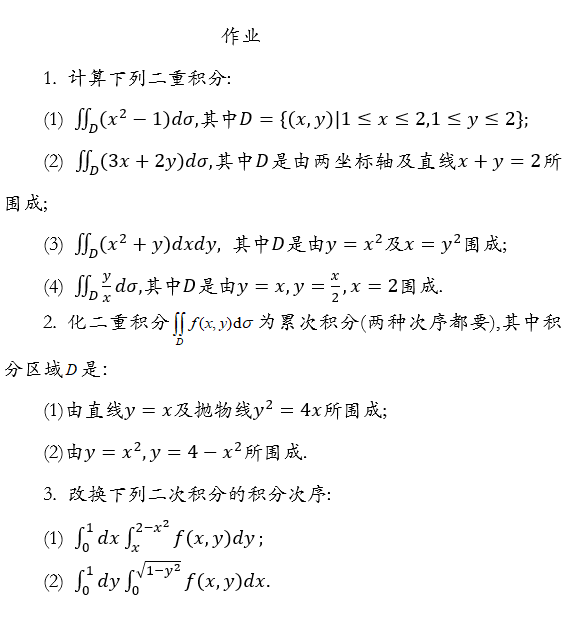 作业
1. 计算下列二重积分:
(1) ∬_D(x² − 1)dσ,其中D = {(x, y)|1 ≤ x ≤ 2,1 ≤ y ≤ 2};
(2) ∬_D(3x + 2y)dσ,其中D是由两坐标轴及直线x + y = 2所
围成;
(3) ∬_D(x² + y)dxdy, 其中D是由y = x²及x = y²围成;
(4) ∬_D y/x dσ,其中D是由y = x, y = x/2, x = 2围成.
2. 化二重积分∬_D f(x, y)dσ为累次积分(两种次序都要),其中积
分区域D是:
(1)由直线y = x及抛物线y² = 4x所围成;
(2)由y = x², y = 4 − x²所围成.
3. 改换下列二次积分的积分次序:
(1) ∫_0^1 dx ∫_x^{2−x²} f(x, y)dy;
(2) ∫_0^1 dy ∫_0^{√(1−y²)} f(x, y)dx.